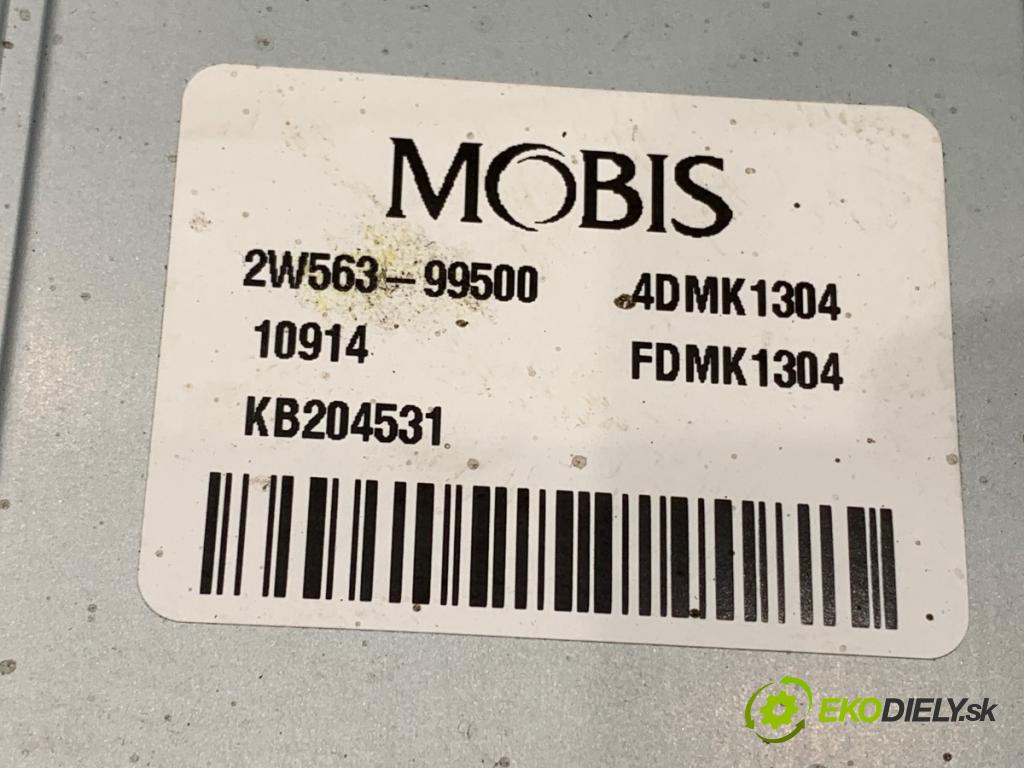 MOBIS
2W563-99500 4DMK1304
10914 FDMK1304
KB204531
EKODIELY.sk